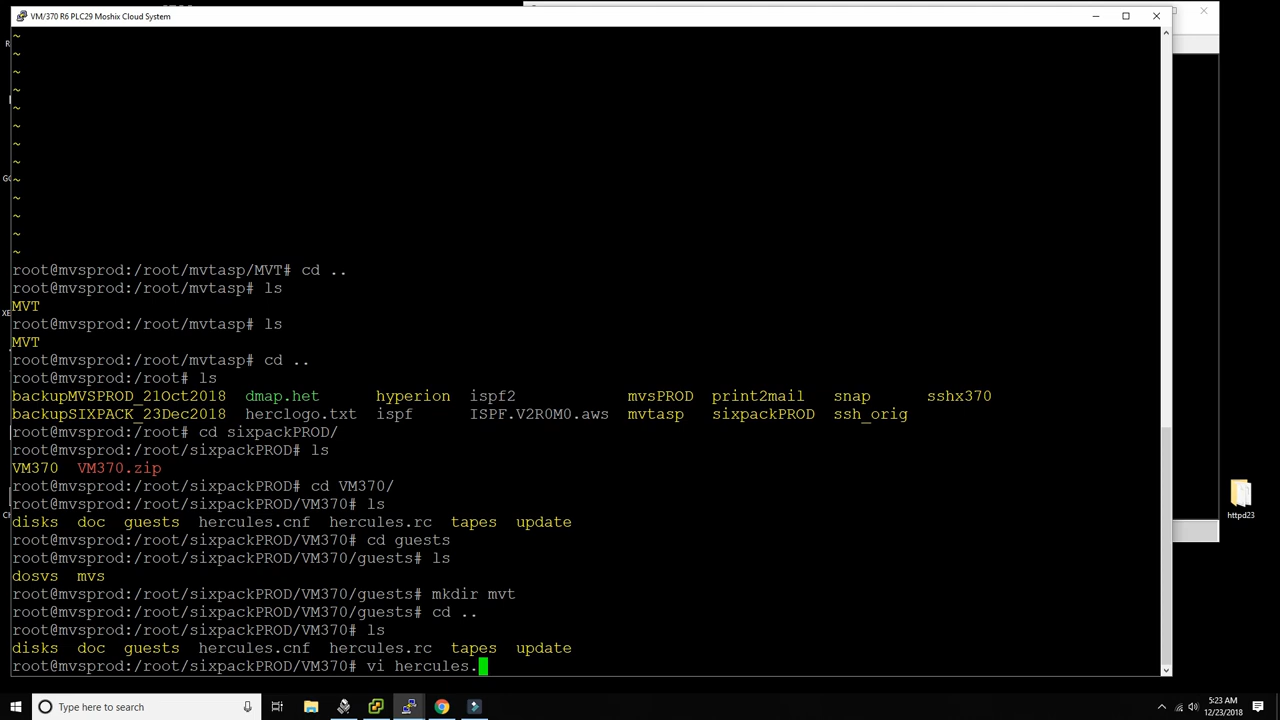 VM/370 R6 PLC29 Moshix Cloud System
~
~
~
~
~
~
~
~
~
~
~
~
~
root@mvsprod:/root/mvtasp/MVT# cd ..
root@mvsprod:/root/mvtasp# ls
MVT
root@mvsprod:/root/mvtasp# ls
MVT
root@mvsprod:/root/mvtasp# cd ..
root@mvsprod:/root# ls
backupMVSPROD_21Oct2018 dmap.het hyperion ispf2 mvsPROD print2mail snap sshx370
backupSIXPACK_23Dec2018 herclogo.txt ispf ISPF.V2R0M0.aws mvtasp sixpackPROD ssh_orig
root@mvsprod:/root# cd sixpackPROD/
root@mvsprod:/root/sixpackPROD# ls
VM370 VM370.zip
root@mvsprod:/root/sixpackPROD# cd VM370/
root@mvsprod:/root/sixpackPROD/VM370# ls
disks doc guests hercules.cnf hercules.rc tapes update
root@mvsprod:/root/sixpackPROD/VM370# cd guests
root@mvsprod:/root/sixpackPROD/VM370/guests# ls
dosvs mvs
root@mvsprod:/root/sixpackPROD/VM370/guests# mkdir mvt
root@mvsprod:/root/sixpackPROD/VM370/guests# cd ..
root@mvsprod:/root/sixpackPROD/VM370# ls
disks doc guests hercules.cnf hercules.rc tapes update
root@mvsprod:/root/sixpackPROD/VM370# vi hercules.
httpd23
Type here to search
5:23 AM
12/23/2018